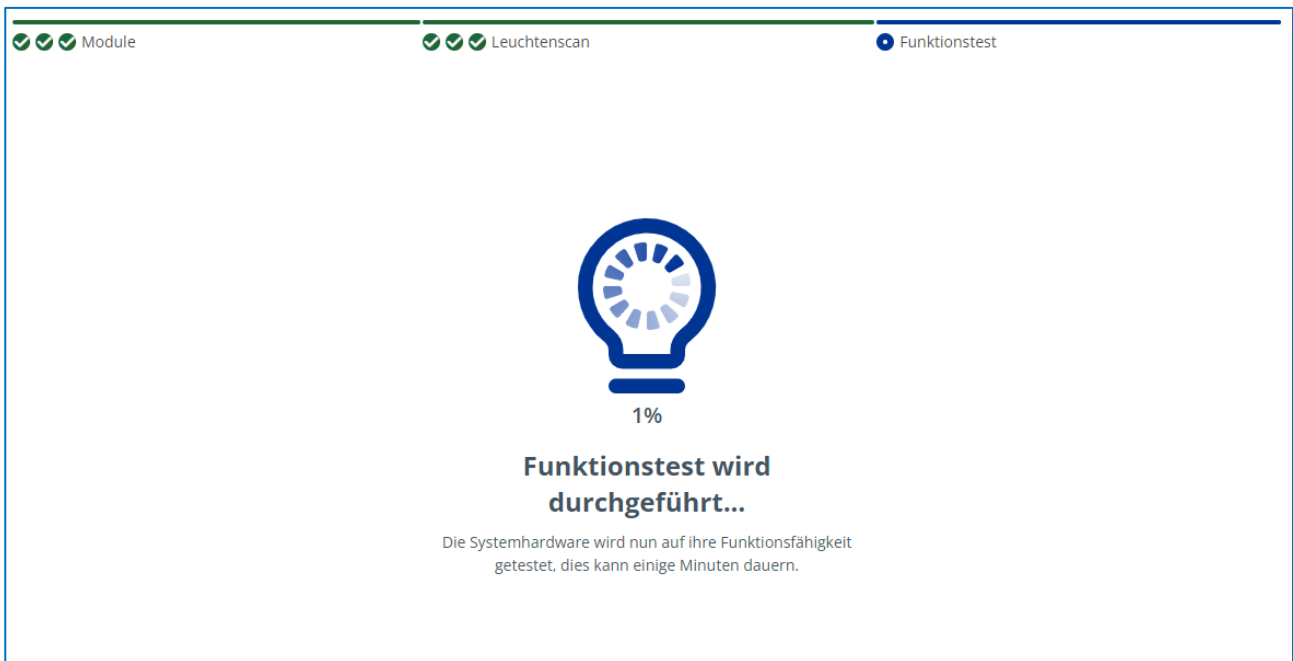 Module
Leuchtenscan
Funktionstest
1%
Funktionstest wird
durchgeführt...
Die Systemhardware wird nun auf ihre Funktionsfähigkeit
getestet, dies kann einige Minuten dauern.